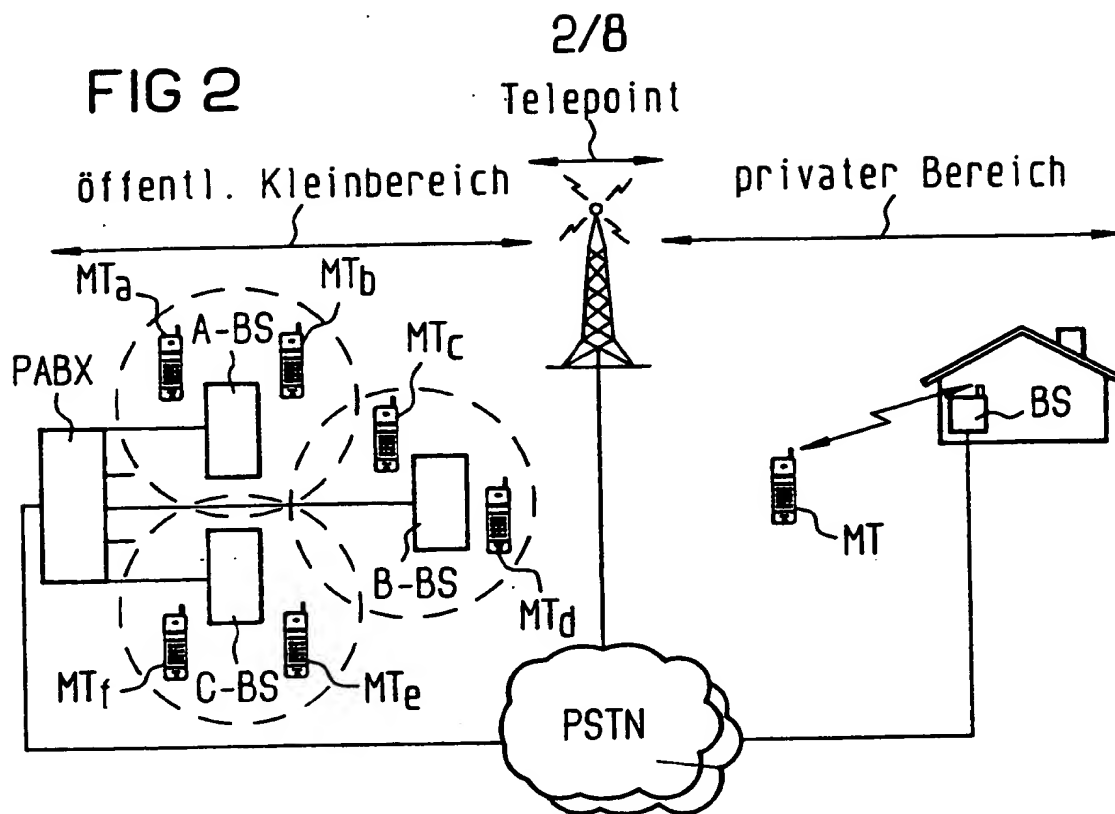 2/8
FIG 2
Telepoint
öffentl. Kleinbereich
privater Bereich
MTa
MTb
A-BS
MTc
PABX
BS
MT
B-BS
MTd
MTf
C-BS
MTe
PSTN